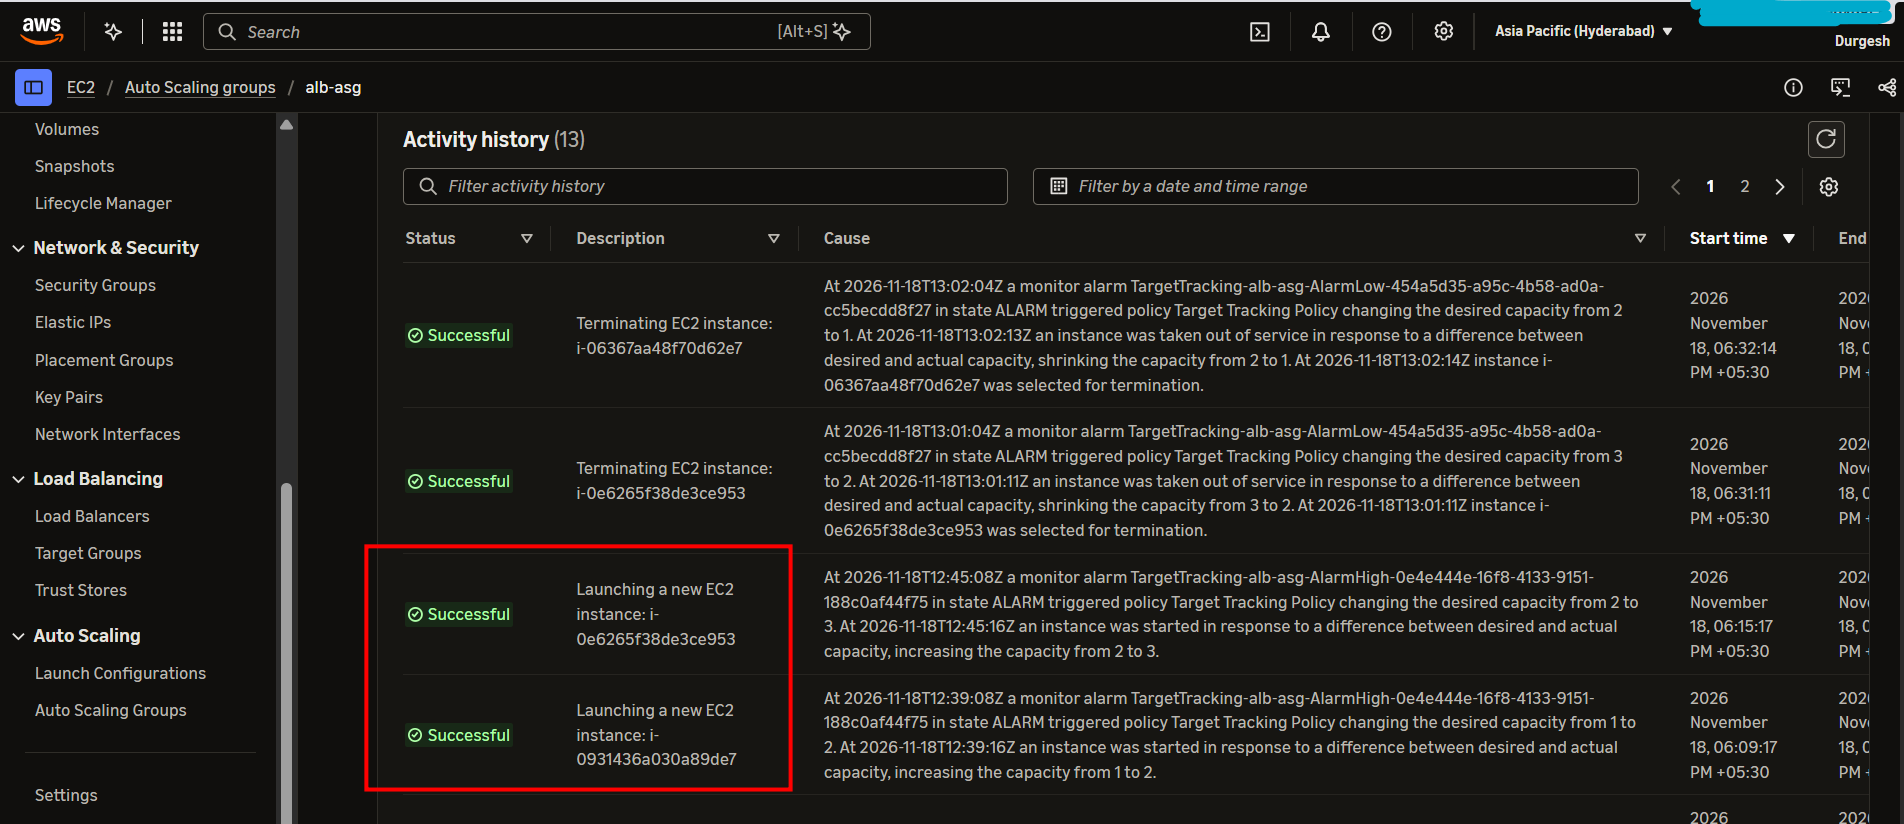 aws
Search
[Alt+S]
Asia Pacific (Hyderabad)
Durgesh
EC2 / Auto Scaling groups / alb-asg
Volumes
Snapshots
Lifecycle Manager
Network & Security
Security Groups
Elastic IPs
Placement Groups
Key Pairs
Network Interfaces
Load Balancing
Load Balancers
Target Groups
Trust Stores
Auto Scaling
Launch Configurations
Auto Scaling Groups
Settings
Activity history (13)
Filter activity history
Filter by a date and time range
1 2
Status
Description
Cause
Start time
End
Successful
Terminating EC2 instance:
i-06367aa48f70d62e7
At 2026-11-18T13:02:04Z a monitor alarm TargetTracking-alb-asg-AlarmLow-454a5d35-a95c-4b58-ad0a-
cc5becdd8f27 in state ALARM triggered policy Target Tracking Policy changing the desired capacity from 2
to 1. At 2026-11-18T13:02:13Z an instance was taken out of service in response to a difference between
desired and actual capacity, shrinking the capacity from 2 to 1. At 2026-11-18T13:02:14Z instance i-
06367aa48f70d62e7 was selected for termination.
2026
November
18, 06:32:14
PM +05:30
Successful
Terminating EC2 instance:
i-0e6265f38de3ce953
At 2026-11-18T13:01:04Z a monitor alarm TargetTracking-alb-asg-AlarmLow-454a5d35-a95c-4b58-ad0a-
cc5becdd8f27 in state ALARM triggered policy Target Tracking Policy changing the desired capacity from 3
to 2. At 2026-11-18T13:01:11Z an instance was taken out of service in response to a difference between
desired and actual capacity, shrinking the capacity from 3 to 2. At 2026-11-18T13:01:11Z instance i-
0e6265f38de3ce953 was selected for termination.
2026
November
18, 06:31:11
PM +05:30
Successful
Launching a new EC2
instance: i-
0e6265f38de3ce953
At 2026-11-18T12:45:08Z a monitor alarm TargetTracking-alb-asg-AlarmHigh-0e4e444e-16f8-4133-9151-
188c0af44f75 in state ALARM triggered policy Target Tracking Policy changing the desired capacity from 2 to
3. At 2026-11-18T12:45:16Z an instance was started in response to a difference between desired and actual
capacity, increasing the capacity from 2 to 3.
2026
November
18, 06:15:17
PM +05:30
Successful
Launching a new EC2
instance: i-
0931436a030a89de7
At 2026-11-18T12:39:08Z a monitor alarm TargetTracking-alb-asg-AlarmHigh-0e4e444e-16f8-4133-9151-
188c0af44f75 in state ALARM triggered policy Target Tracking Policy changing the desired capacity from 1 to
2. At 2026-11-18T12:39:16Z an instance was started in response to a difference between desired and actual
capacity, increasing the capacity from 1 to 2.
2026
November
18, 06:09:17
PM +05:30
2026